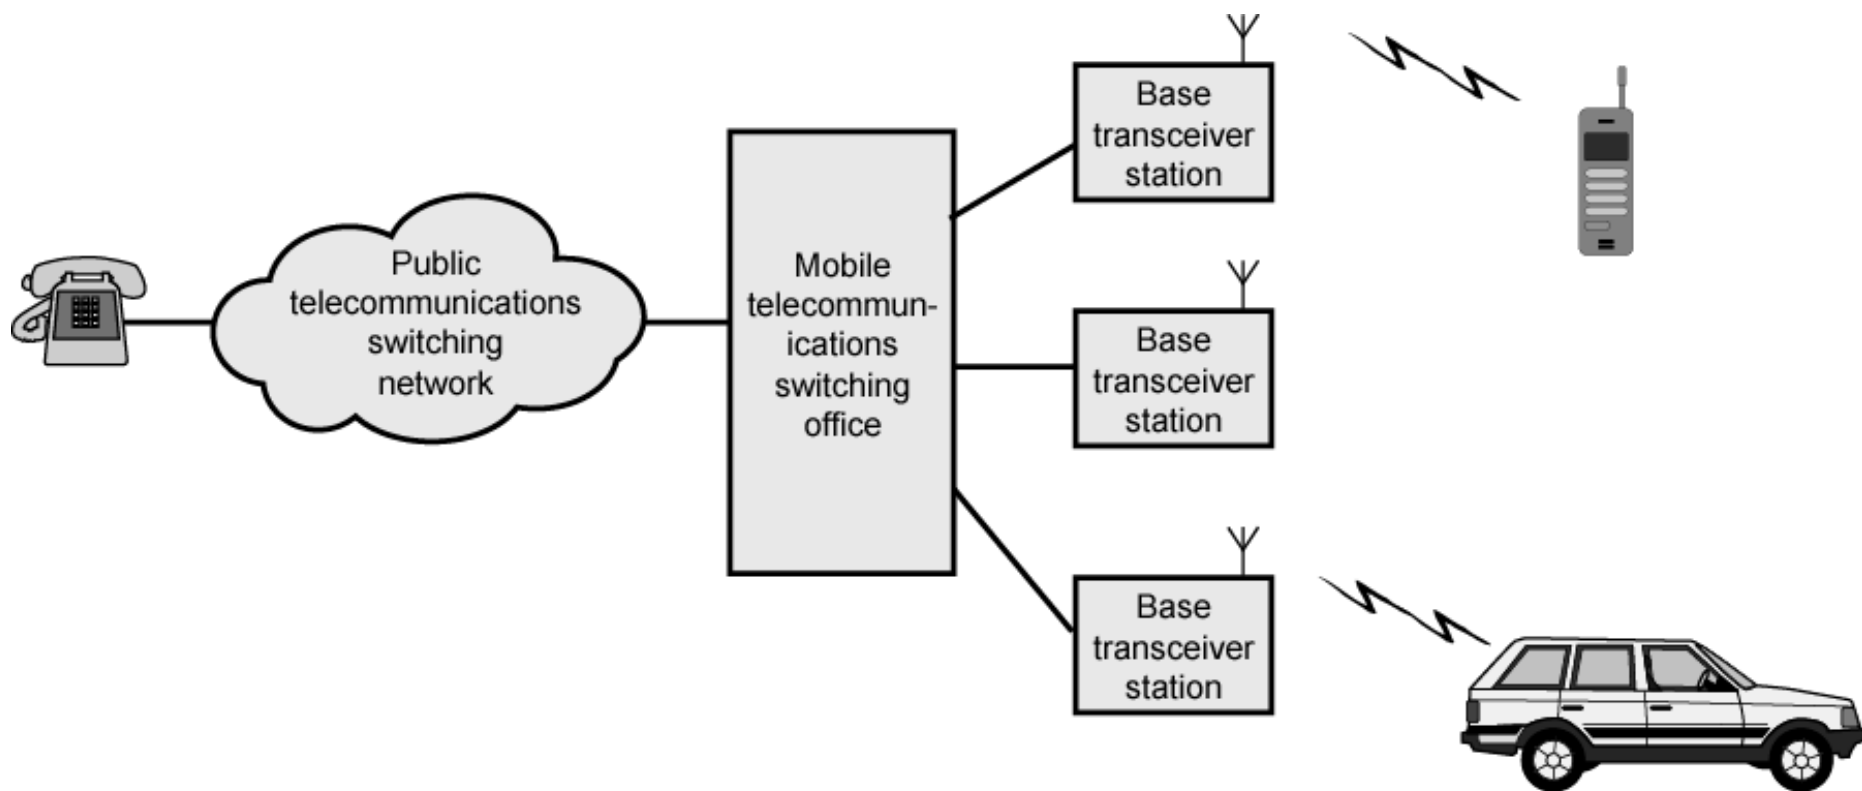 Public
telecommunications
switching
network
Mobile
telecommun-
ications
switching
office
Base
transceiver
station
Base
transceiver
station
Base
transceiver
station